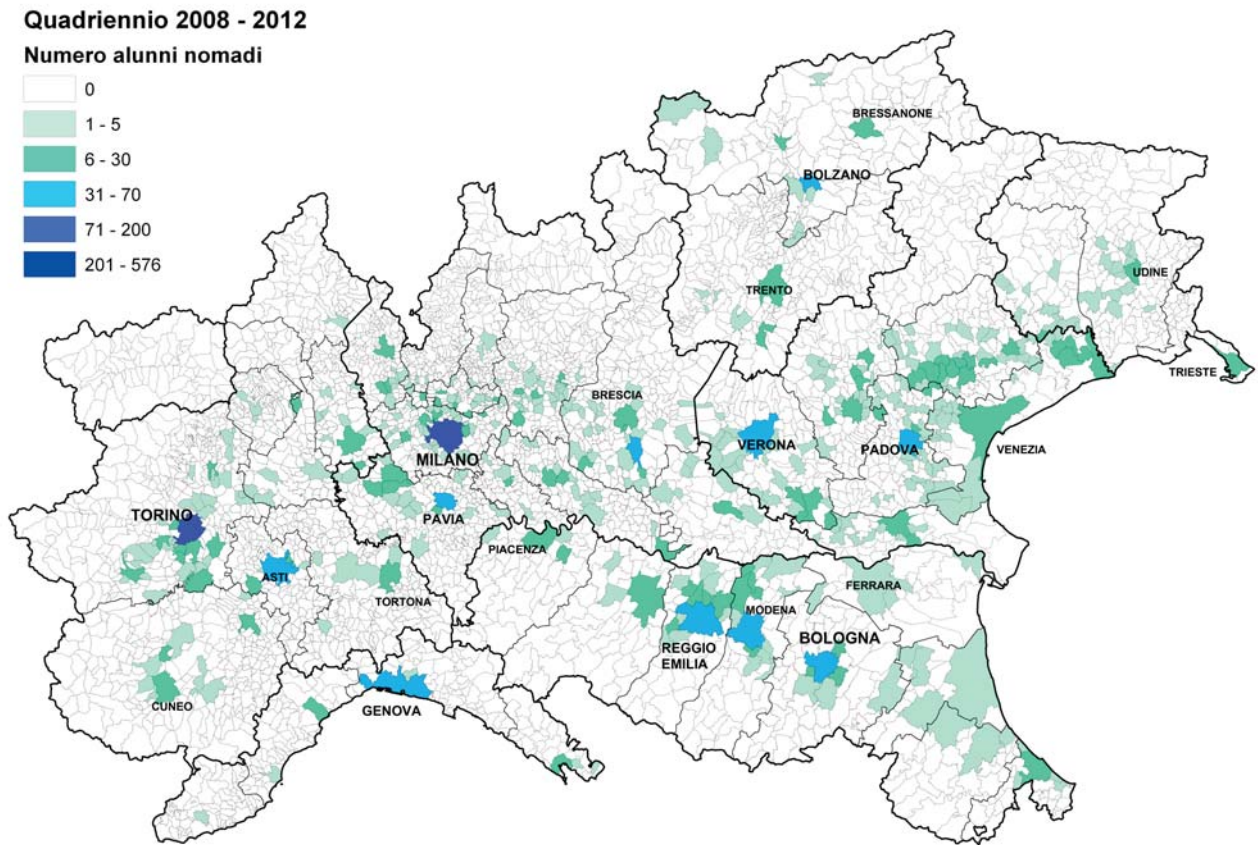 Quadriennio 2008 - 2012
Numero alunni nomadi
0
1 - 5
6 - 30
31 - 70
71 - 200
201 - 576
BRESSANONE
BOLZANO
TRENTO
UDINE
TRIESTE
BRESCIA
VERONA
PADOVA
VENEZIA
MILANO
PAVIA
TORINO
ASTI
TORTONA
PIACENZA
FERRARA
MODENA
REGGIO
EMILIA
BOLOGNA
CUNEO
GENOVA